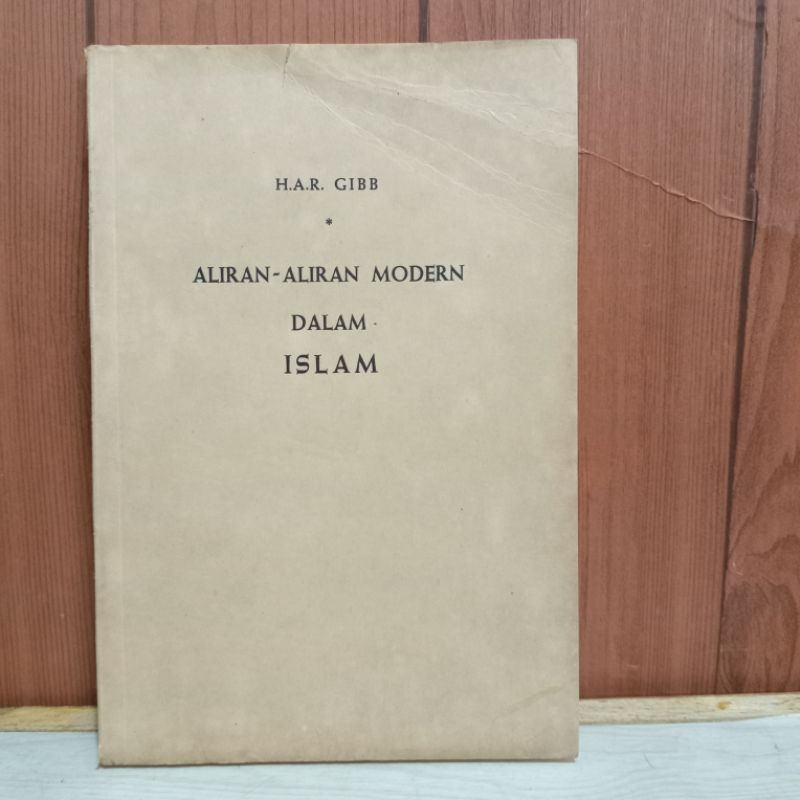 H.A.R. GIBB
*
ALIRAN-ALIRAN MODERN
DALAM
ISLAM